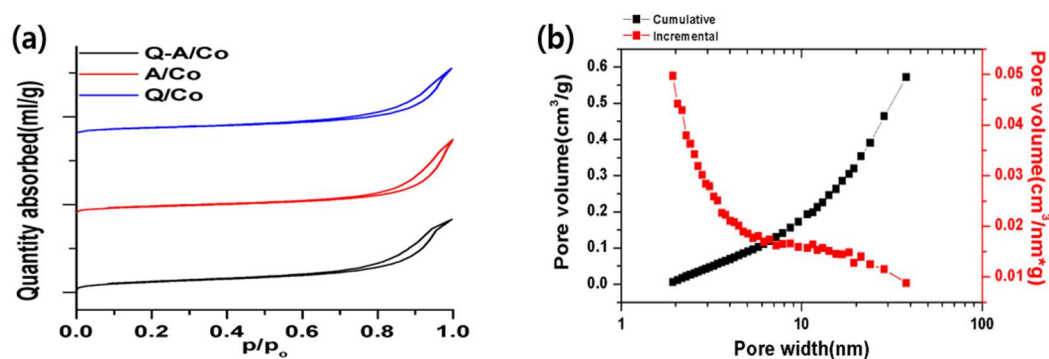 (a)
Q-A/Co
A/Co
Q/Co
Quantity absorbed(ml/g)
0.0 0.2 0.4 0.6 0.8 1.0
p/p_o
(b)
Cumulative
Incremental
Pore volume(cm³/g)
0.6
0.5
0.4
0.3
0.2
0.1
0.0
0.05
0.04
0.03
0.02
0.01
Pore volume(cm³/nm*g)
1 10 100
Pore width(nm)